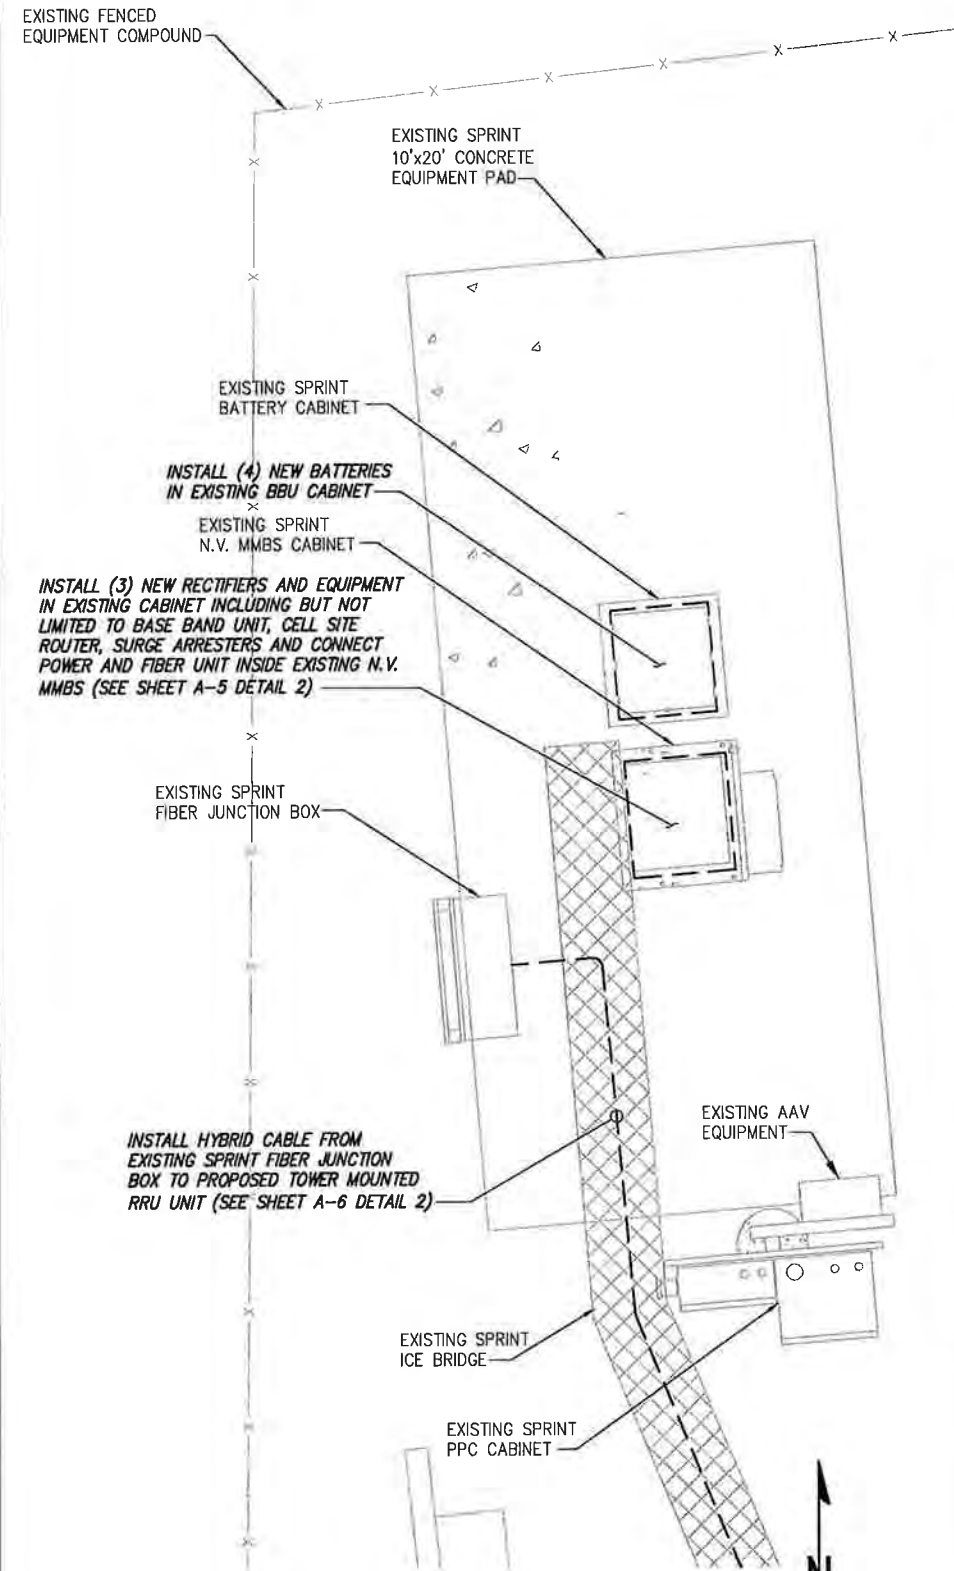 EXISTING FENCED
EQUIPMENT COMPOUND
EXISTING SPRINT
10'x20' CONCRETE
EQUIPMENT PAD
EXISTING SPRINT
BATTERY CABINET
INSTALL (4) NEW BATTERIES
IN EXISTING BBU CABINET
EXISTING SPRINT
N.V. MMBS CABINET
INSTALL (3) NEW RECTIFIERS AND EQUIPMENT
IN EXISTING CABINET INCLUDING BUT NOT
LIMITED TO BASE BAND UNIT, CELL SITE
ROUTER, SURGE ARRESTERS AND CONNECT
POWER AND FIBER UNIT INSIDE EXISTING N.V.
MMBS (SEE SHEET A-5 DETAIL 2)
EXISTING SPRINT
FIBER JUNCTION BOX
EXISTING AAV
EQUIPMENT
INSTALL HYBRID CABLE FROM
EXISTING SPRINT FIBER JUNCTION
BOX TO PROPOSED TOWER MOUNTED
RRU UNIT (SEE SHEET A-6 DETAIL 2)
EXISTING SPRINT
ICE BRIDGE
EXISTING SPRINT
PPC CABINET
N